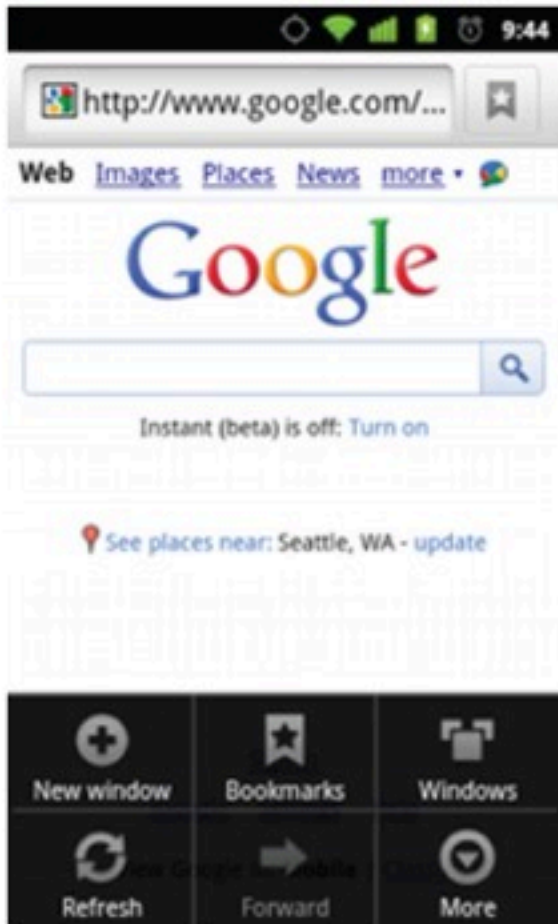 9:44
http://www.google.com/...
Web Images Places News more
Google
Instant (beta) is off: Turn on
See places near: Seattle, WA - update
New window Bookmarks Windows
Refresh Forward More